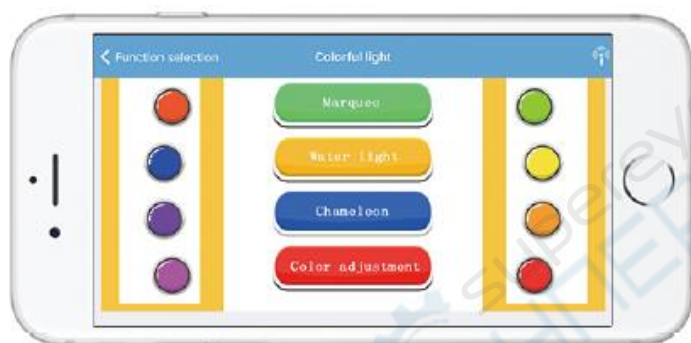 Function selection
Colorful light
Marquee
Water light
Chameleon
Color adjustment